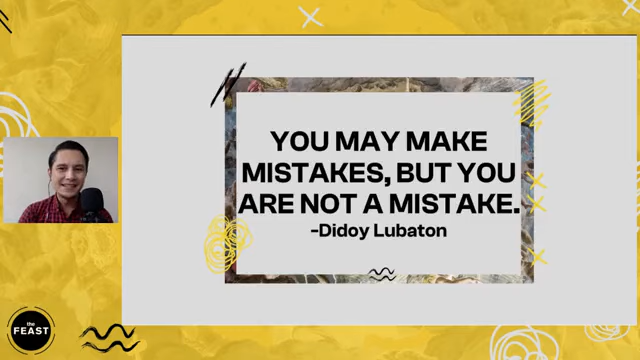 YOU MAY MAKE
MISTAKES, BUT YOU
ARE NOT A MISTAKE.
-Didoy Lubaton
the
FEAST